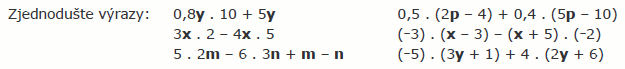 Zjednodušte výrazy: 0,8y . 10 + 5y 0,5 . (2p – 4) + 0,4 . (5p – 10)
3x . 2 – 4x . 5 (-3) . (x – 3) – (x + 5) . (-2)
5 . 2m – 6 . 3n + m – n (-5) . (3y + 1) + 4 . (2y + 6)